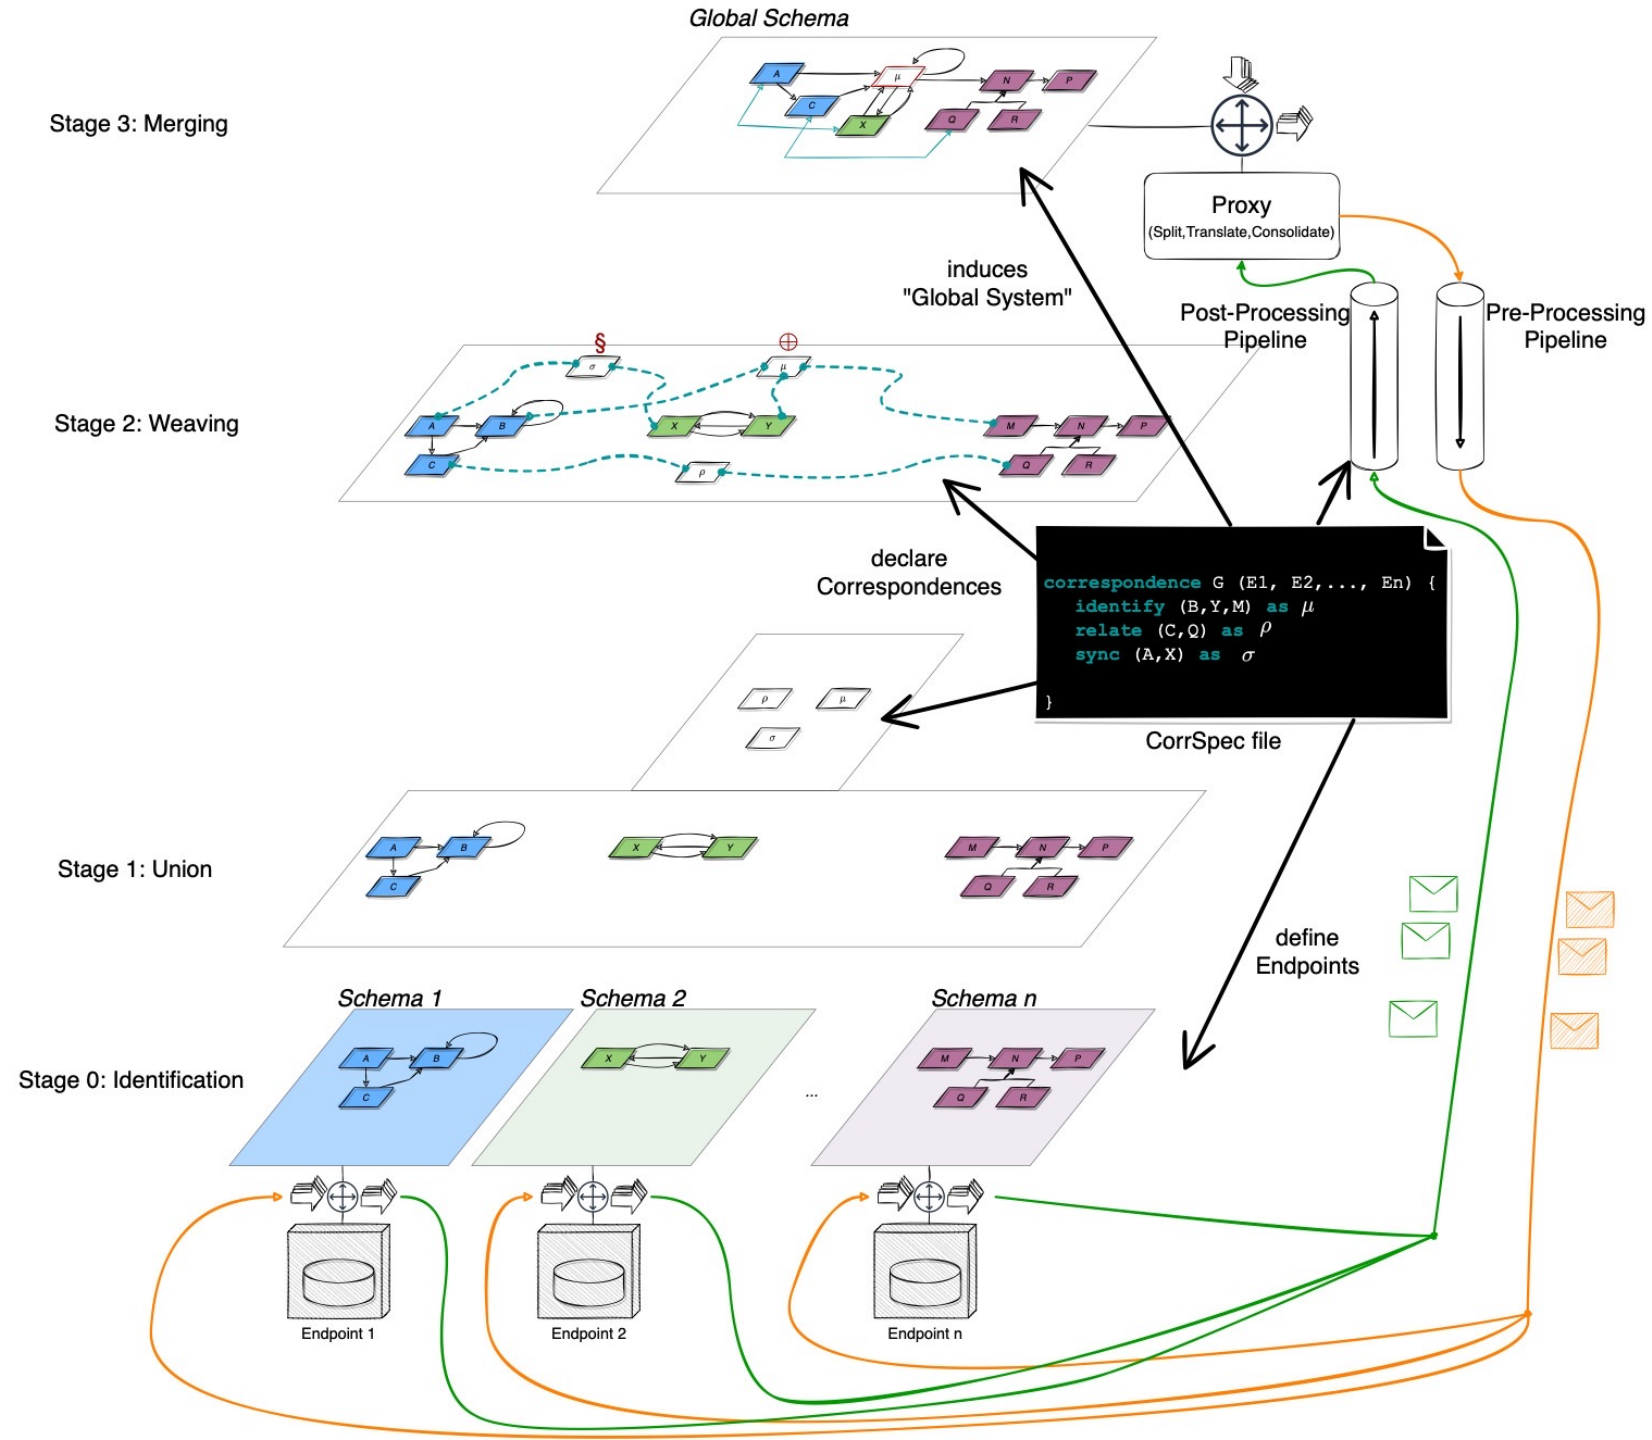 Global Schema
A
μ
N
P
C
X
Q
R
Stage 3: Merging
Proxy
(Split,Translate,Consolidate)
induces
"Global System"
Post-Processing
Pipeline
Pre-Processing
Pipeline
§
σ
μ
Stage 2: Weaving
A
B
X
Y
M
N
P
C
ρ
Q
R
declare
Correspondences
correspondence G (E1, E2,..., En) {
identify (B,Y,M) as μ
relate (C,Q) as ρ
sync (A,X) as σ
}
CorrSpec file
ρ
μ
σ
Stage 1: Union
A
B
X
Y
M
N
P
C
Q
R
define
Endpoints
Schema 1
Schema 2
Schema n
Stage 0: Identification
A
B
X
Y
M
N
P
C
...
Q
R
Endpoint 1
Endpoint 2
Endpoint n